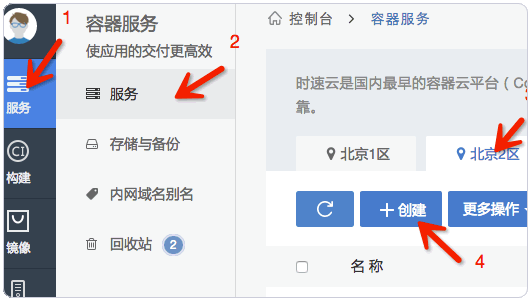 1
服务
CI
构建
镜像
容器服务
使应用的交付更高效
2
服务
存储与备份
内网域名别名
回收站 2
控制台 > 容器服务
时速云是国内最早的容器云平台（Co
靠。
北京1区 北京2区
+ 创建 更多操作
4
名称